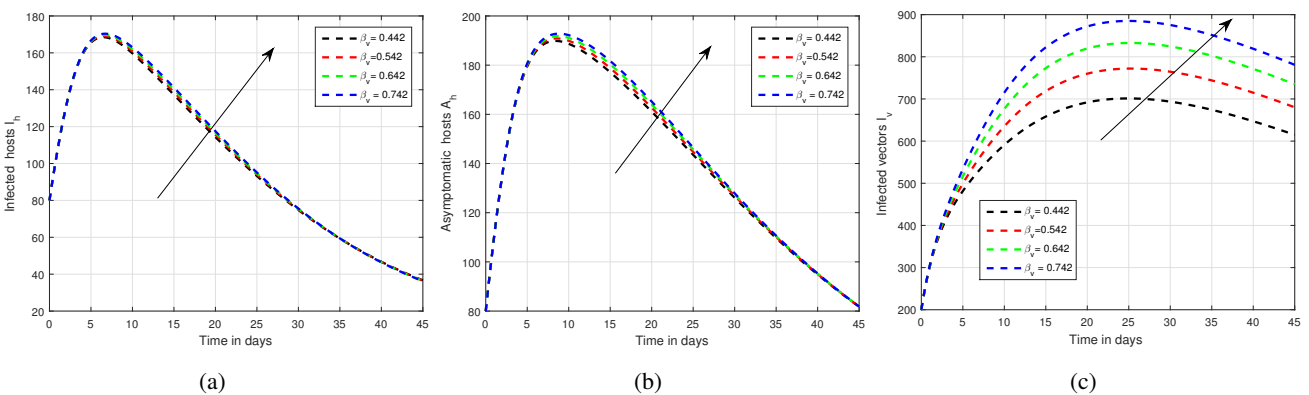 Infected hosts I_h
180
160
140
120
100
80
60
40
20
0 5 10 15 20 25 30 35 40 45
Time in days
β_v = 0.442
β_v =0.542
β_v = 0.642
β_v = 0.742
(a)
Asymptomatic hosts A_h
200
180
160
140
120
100
80
0 5 10 15 20 25 30 35 40 45
Time in days
β_v = 0.442
β_v =0.542
β_v = 0.642
β_v = 0.742
(b)
Infected vectors I_v
900
800
700
600
500
400
300
200
0 5 10 15 20 25 30 35 40 45
Time in days
β_v = 0.442
β_v =0.542
β_v = 0.642
β_v = 0.742
(c)